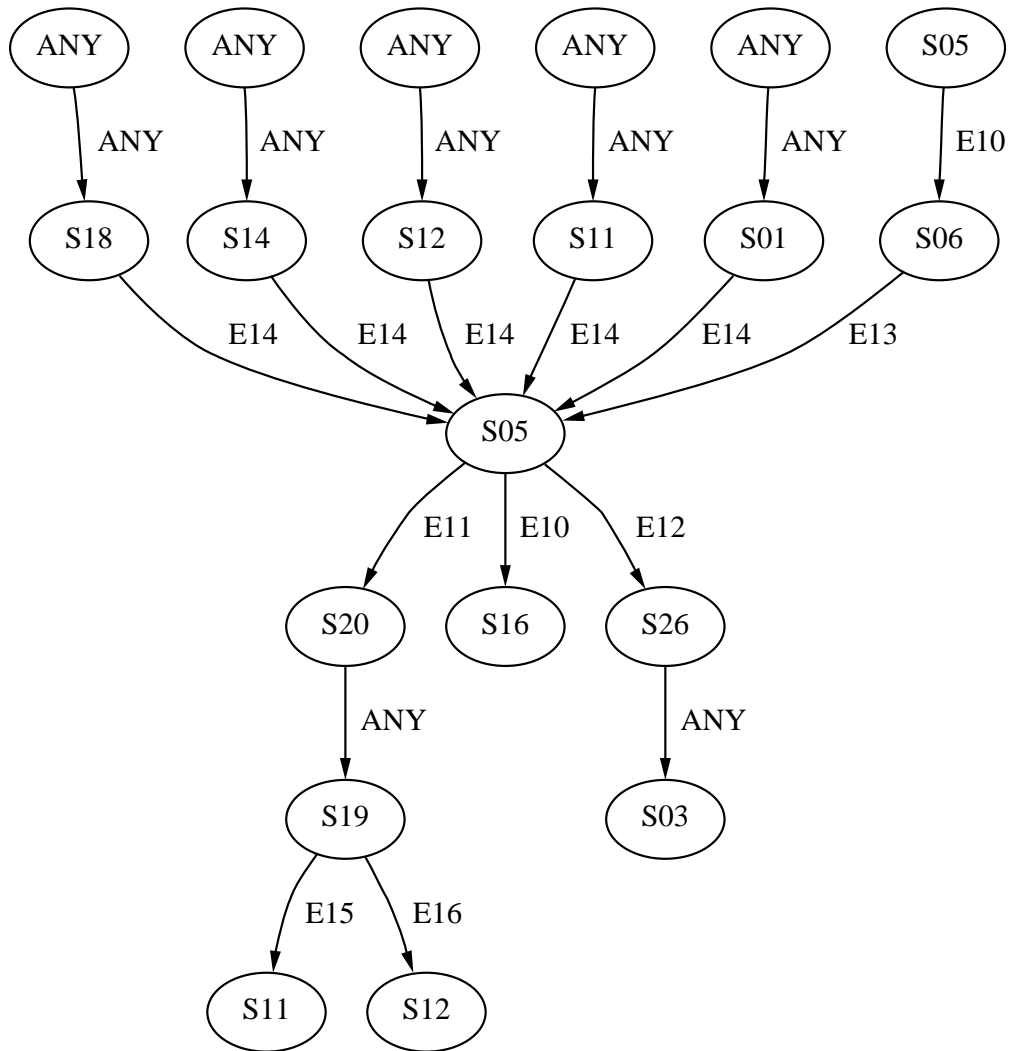 ANY ANY ANY ANY ANY S05
ANY ANY ANY ANY ANY E10
S18 S14 S12 S11 S01 S06
E14 E14 E14 E14 E14 E13
S05
E11 E10 E12
S20 S16 S26
ANY ANY
S19 S03
E15 E16
S11 S12